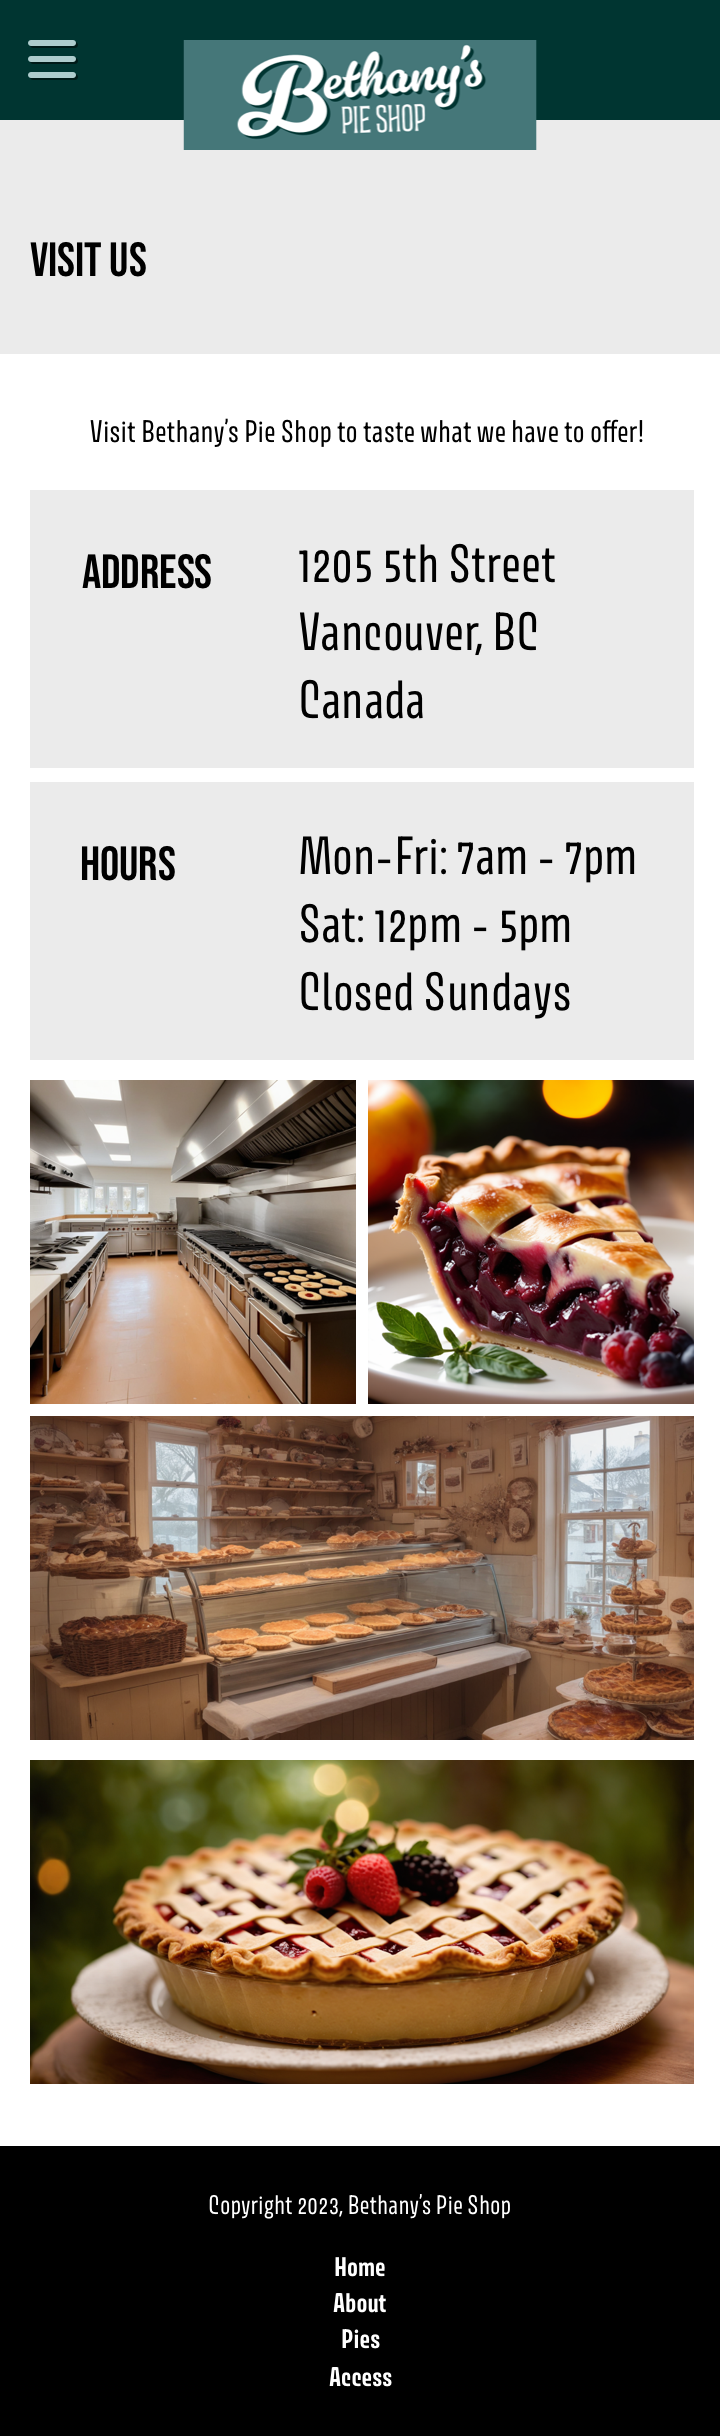 Bethany's
PIE SHOP
VISIT US
Visit Bethany's Pie Shop to taste what we have to offer!
ADDRESS
1205 5th Street
Vancouver, BC
Canada
HOURS
Mon-Fri: 7am - 7pm
Sat: 12pm - 5pm
Closed Sundays
Copyright 2023, Bethany's Pie Shop
Home
About
Pies
Access